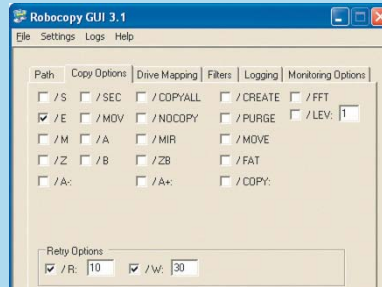 Robocopy GUI 3.1
File Settings Logs Help
Path Copy Options Drive Mapping Filters Logging Monitoring Options
/ S / SEC / COPYALL / CREATE / FFT
/ E / MOV / NOCOPY / PURGE / LEV: 1
/ M / A / MIR / MOVE
/ Z / B / ZB / FAT
/ A-: / A+: / COPY:
Retry Options
/ R: 10 / W: 30